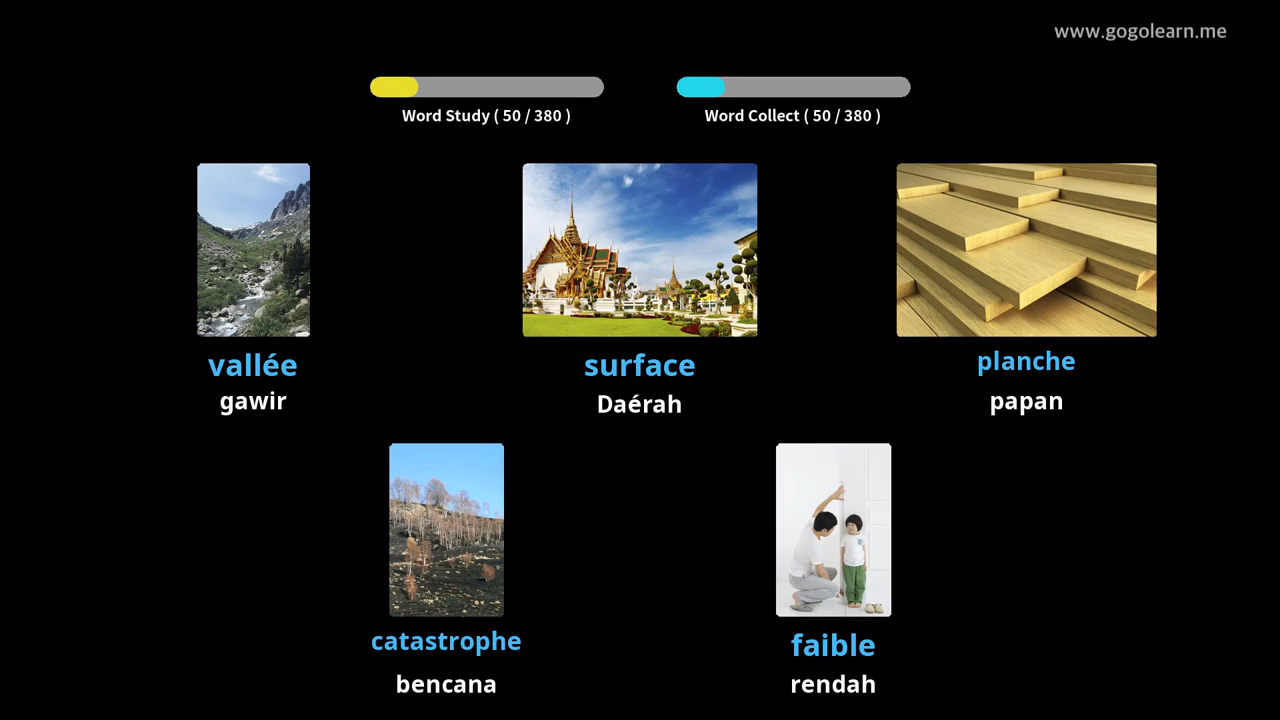 www.gogolearn.me
Word Study ( 50 / 380 )
Word Collect ( 50 / 380 )
vallée
gawir
surface
Daérah
planche
papan
catastrophe
bencana
faible
rendah